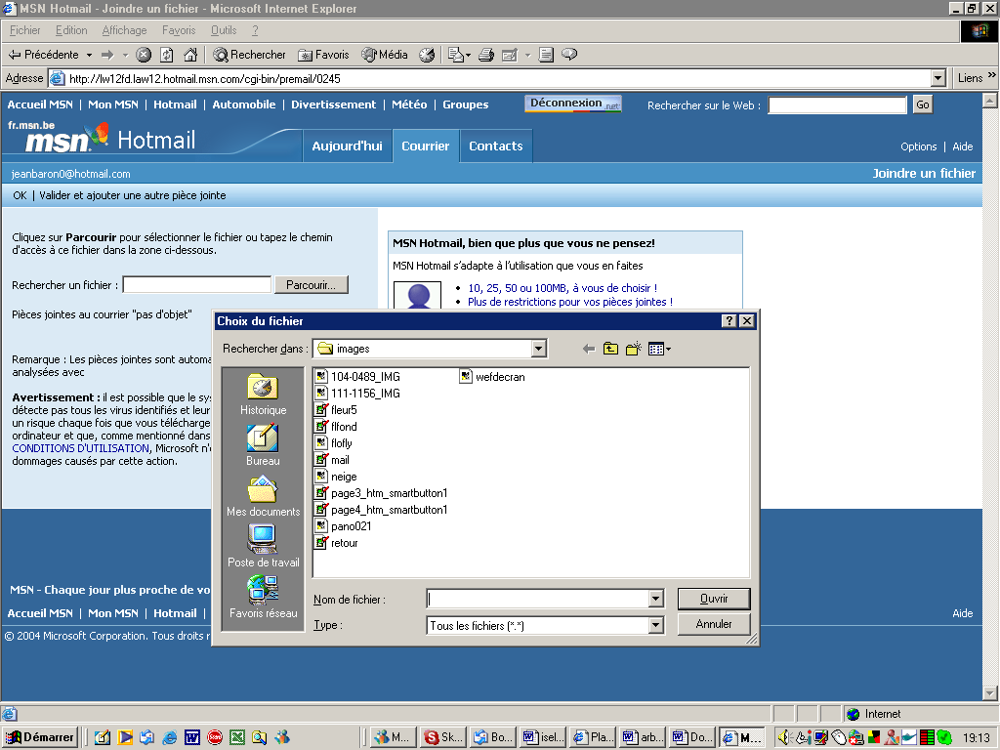 MSN Hotmail - Joindre un fichier - Microsoft Internet Explorer
Fichier Edition Affichage Favoris Outils ?
Précédente Rechercher Favoris Média
Adresse http://lw12fd.law12.hotmail.msn.com/cgi-bin/premail/0245 Liens »
Accueil MSN | Mon MSN | Hotmail | Automobile | Divertissement | Météo | Groupes Déconnexion .net Rechercher sur le Web : Go
fr.msn.be
msn Hotmail Aujourd'hui Courrier Contacts Options | Aide
jeanbaron0@hotmail.com Joindre un fichier
OK | Valider et ajouter une autre pièce jointe
Cliquez sur Parcourir pour sélectionner le fichier ou tapez le chemin
d'accès à ce fichier dans la zone ci-dessous.
Rechercher un fichier : Parcourir...
Pièces jointes au courrier "pas d'objet"
Remarque : Les pièces jointes sont automa
analysées avec
Avertissement : il est possible que le sys
détecte pas tous les virus identifiés et leur
un risque chaque fois que vous télécharge
ordinateur et que, comme mentionné dans
CONDITIONS D'UTILISATION, Microsoft n'e
dommages causés par cette action.
MSN Hotmail, bien que plus que vous ne pensez!
MSN Hotmail s'adapte à l'utilisation que vous en faites
• 10, 25, 50 ou 100MB, à vous de choisir !
• Plus de restrictions pour vos pièces jointes !
Choix du fichier
Rechercher dans : images
Historique
Bureau
Mes documents
Poste de travail
Favoris réseau
104-0489_IMG
111-1156_IMG
fleur5
flfond
flofly
mail
neige
page3_htm_smartbutton1
page4_htm_smartbutton1
pano021
retour
wefdecran
Nom de fichier : Ouvrir
Type : Tous les fichiers (*.*) Annuler
MSN - Chaque jour plus proche de vo
Accueil MSN | Mon MSN | Hotmail | Aide
© 2004 Microsoft Corporation. Tous droits r
Internet
Démarrer M... Sk... Bo... isel... Pla... arb... Do... M... 19:13